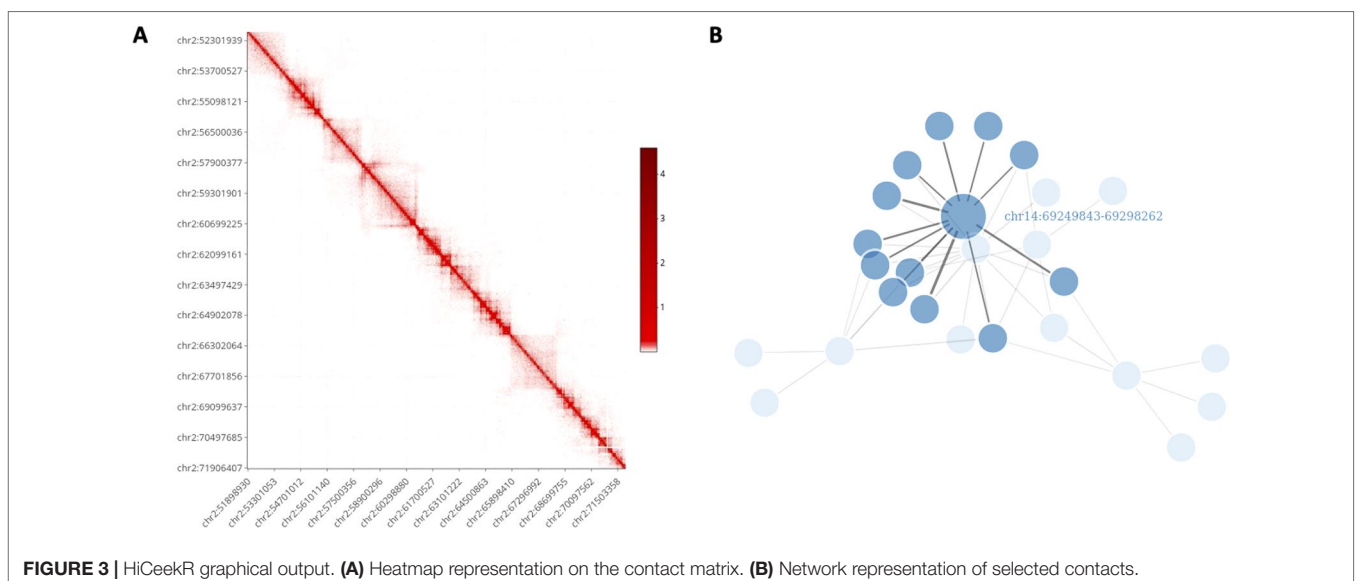 A
B
chr2:52301939
chr2:53700527
chr2:55098121
chr2:56500036
chr2:57900377
chr2:59301901
chr2:60699225
chr2:62099161
chr2:63497429
chr2:64902078
chr2:66302064
chr2:67701856
chr2:69099637
chr2:70497685
chr2:71906407
chr2:51898930
chr2:53301053
chr2:54701012
chr2:56101140
chr2:57500356
chr2:58900296
chr2:60298880
chr2:61700527
chr2:63101222
chr2:64500863
chr2:65898410
chr2:67296992
chr2:68699755
chr2:70097562
chr2:71503358
4
3
2
1
chr14:69249843-69298262
FIGURE 3 | HiCeekR graphical output. (A) Heatmap representation on the contact matrix. (B) Network representation of selected contacts.